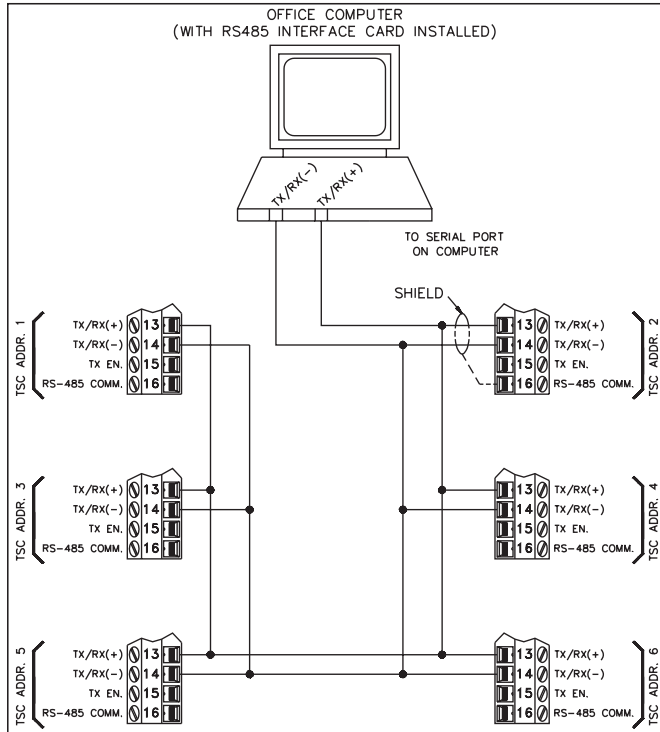 OFFICE COMPUTER
(WITH RS485 INTERFACE CARD INSTALLED)
TX/RX(-)
TX/RX(+)
TO SERIAL PORT
ON COMPUTER
SHIELD
TSC ADDR. 1
TX/RX(+) 13
TX/RX(-) 14
TX EN. 15
RS-485 COMM. 16
13 TX/RX(+)
14 TX/RX(-)
15 TX EN.
16 RS-485 COMM.
TSC ADDR. 2
TSC ADDR. 3
TX/RX(+) 13
TX/RX(-) 14
TX EN. 15
RS-485 COMM. 16
13 TX/RX(+)
14 TX/RX(-)
15 TX EN.
16 RS-485 COMM.
TSC ADDR. 4
TSC ADDR. 5
TX/RX(+) 13
TX/RX(-) 14
TX EN. 15
RS-485 COMM. 16
13 TX/RX(+)
14 TX/RX(-)
15 TX EN.
16 RS-485 COMM.
TSC ADDR. 6